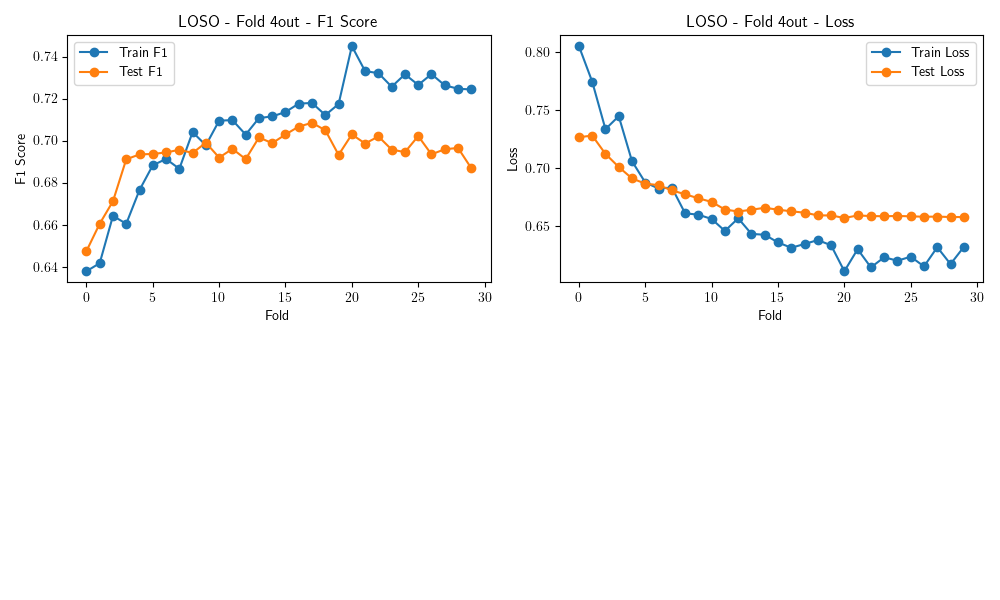 LOSO - Fold 4out - F1 Score
Train F1
Test F1
F1 Score
0.74
0.72
0.70
0.68
0.66
0.64
0 5 10 15 20 25 30
Fold
LOSO - Fold 4out - Loss
Train Loss
Test Loss
Loss
0.80
0.75
0.70
0.65
0 5 10 15 20 25 30
Fold